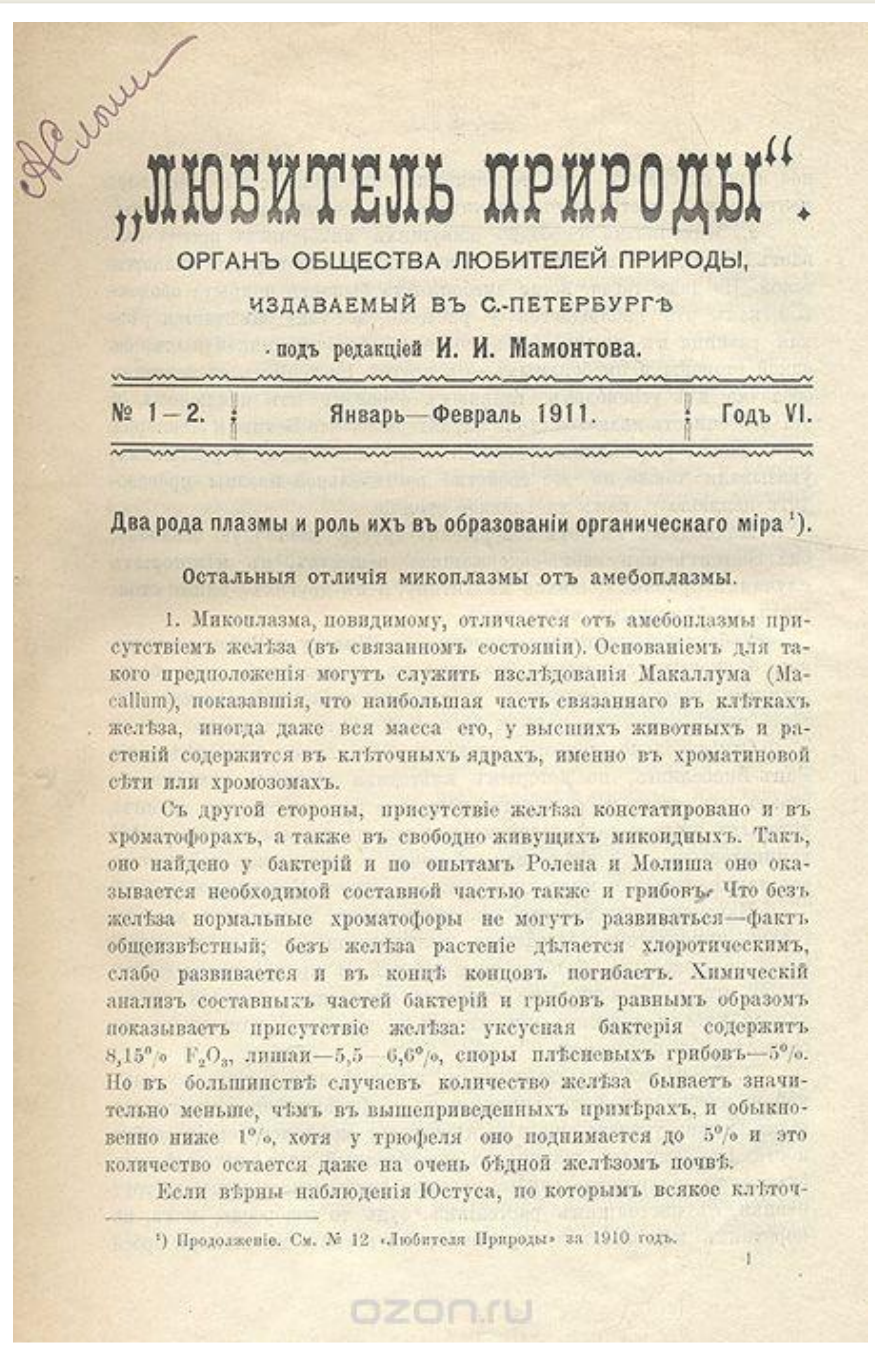 „ЛЮБИТЕЛЬ ПРИРОДЫ“.
ОРГАНЪ ОБЩЕСТВА ЛЮБИТЕЛЕЙ ПРИРОДЫ,
ИЗДАВАЕМЫЙ ВЪ С.-ПЕТЕРБУРГѢ
подъ редакціей И. И. Мамонтова.
№ 1—2. Январь—Февраль 1911. Годъ VI.
Два рода плазмы и роль ихъ въ образованіи органическаго міра ¹).
Остальныя отличія микоплазмы отъ амебоплазмы.
1. Микоплазма, повидимому, отличается отъ амебоплазмы при-
сутствіемъ желѣза (въ связанномъ состояніи). Основаніемъ для та-
кого предположенія могутъ служить изслѣдованія Макаллума (Ma-
callum), показавшія, что наибольшая часть связаннаго въ клѣткахъ
желѣза, иногда даже вся масса его, у высшихъ животныхъ и ра-
стеній содержится въ клѣточныхъ ядрахъ, именно въ хроматиновой
сѣти или хромозомахъ.
Съ другой стороны, присутствіе желѣза констатировано и въ
хроматофорахъ, а также въ свободно живущихъ микоидныхъ. Такъ,
оно найдено у бактерій и по опытамъ Ролена и Молиша оно ока-
зывается необходимой составной частью также и грибовъ. Что безъ
желѣза нормальные хроматофоры не могутъ развиваться—фактъ
общеизвѣстный; безъ желѣза растеніе дѣлается хлоротическимъ,
слабо развивается и въ концѣ концовъ погибаетъ. Химическій
анализъ составныхъ частей бактерій и грибовъ равнымъ образомъ
показываетъ присутствіе желѣза: уксусная бактерія содержитъ
8,15% F₂O₃, лишаи—5,5—6,6%, споры плѣсневыхъ грибовъ—5%.
Но въ большинствѣ случаевъ количество желѣза бываетъ значи-
тельно меньше, чѣмъ въ вышеприведенныхъ примѣрахъ, и обыкно-
венно ниже 1%, хотя у трюфеля оно поднимается до 5% и это
количество остается даже на очень бѣдной желѣзомъ почвѣ.
Если вѣрны наблюденія Юстуса, по которымъ всякое клѣточ-
¹) Продолженіе. См. № 12 «Любителя Природы» за 1910 годъ.
1
ozon.ru